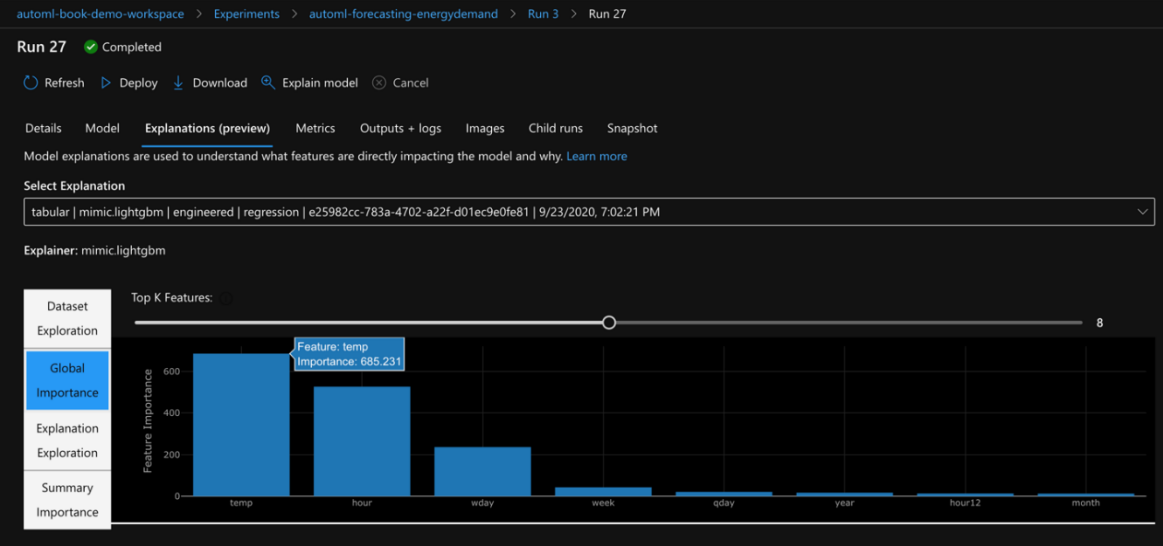 automl-book-demo-workspace > Experiments > automl-forecasting-energydemand > Run 3 > Run 27
Run 27 Completed
Refresh Deploy Download Explain model Cancel
Details Model Explanations (preview) Metrics Outputs + logs Images Child runs Snapshot
Model explanations are used to understand what features are directly impacting the model and why. Learn more
Select Explanation
tabular | mimic.lightgbm | engineered | regression | e25982cc-783a-4702-a22f-d01ec9e0fe81 | 9/23/2020, 7:02:21 PM
Explainer: mimic.lightgbm
Dataset
Exploration
Global
Importance
Explanation
Exploration
Summary
Importance
Top K Features:
8
Feature: temp
Importance: 685.231
Feature Importance
600
400
200
0
temp hour wday week qday year hour12 month